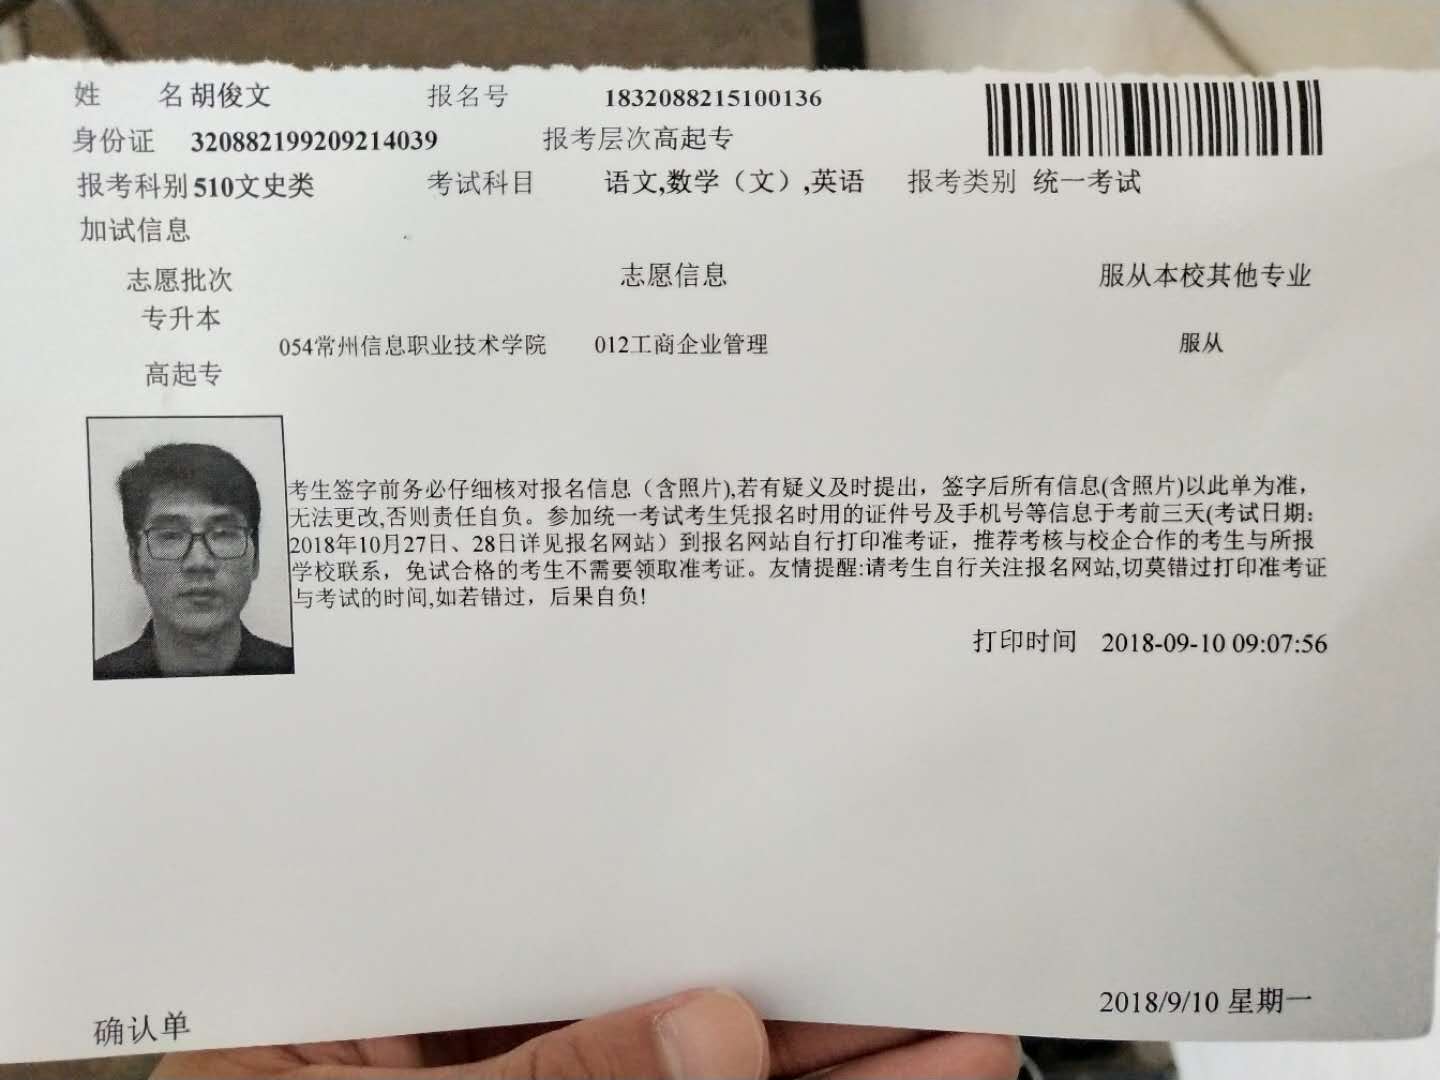 姓 名 胡俊文 报名号 1832088215100136
身份证 320882199209214039 报考层次高起专
报考科别 510文史类 考试科目 语文,数学（文）,英语 报考类别 统一考试
加试信息
志愿批次 志愿信息 服从本校其他专业
专升本
054常州信息职业技术学院 012工商企业管理 服从
高起专
考生签字前务必仔细核对报名信息（含照片),若有疑义及时提出，签字后所有信息(含照片)以此单为准，
无法更改,否则责任自负。参加统一考试考生凭报名时用的证件号及手机号等信息于考前三天(考试日期：
2018年10月27日、28日详见报名网站）到报名网站自行打印准考证，推荐考核与校企合作的考生与所报
学校联系，免试合格的考生不需要领取准考证。友情提醒:请考生自行关注报名网站,切莫错过打印准考证
与考试的时间,如若错过，后果自负!
打印时间 2018-09-10 09:07:56
2018/9/10 星期一
确认单